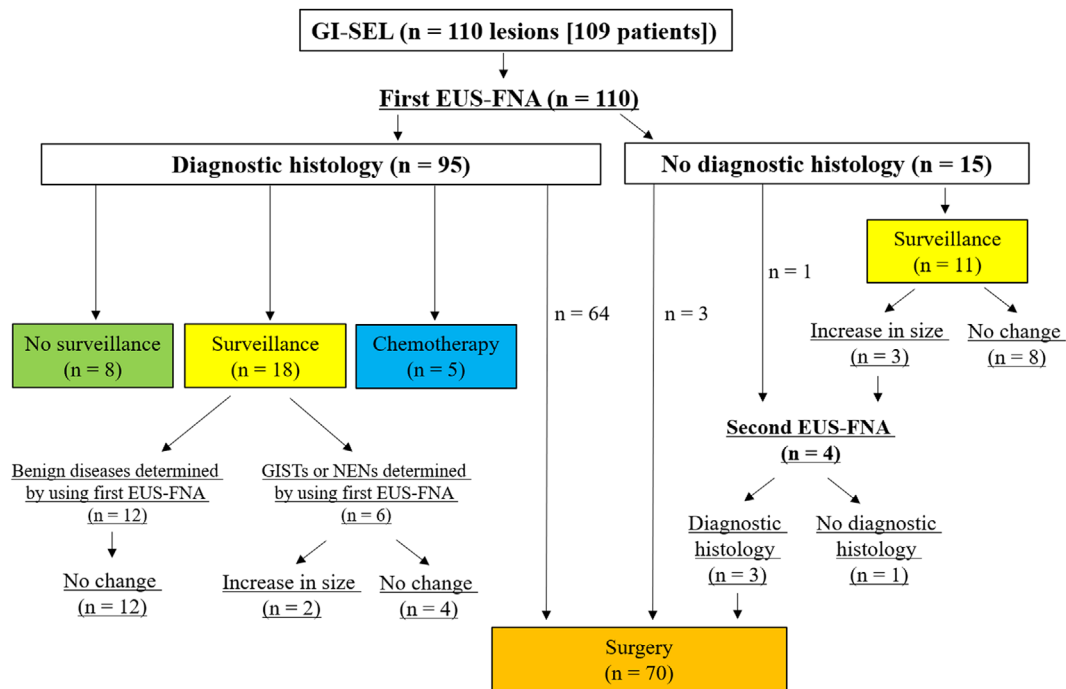 GI-SEL (n = 110 lesions [109 patients])
First EUS-FNA (n = 110)
Diagnostic histology (n = 95)
No diagnostic histology (n = 15)
Surveillance
(n = 11)
n = 1
n = 64
n = 3
No surveillance
(n = 8)
Surveillance
(n = 18)
Chemotherapy
(n = 5)
Increase in size
(n = 3)
No change
(n = 8)
Second EUS-FNA
(n = 4)
Benign diseases determined
by using first EUS-FNA
(n = 12)
GISTs or NENs determined
by using first EUS-FNA
(n = 6)
Diagnostic
histology
(n = 3)
No diagnostic
histology
(n = 1)
No change
(n = 12)
Increase in size
(n = 2)
No change
(n = 4)
Surgery
(n = 70)